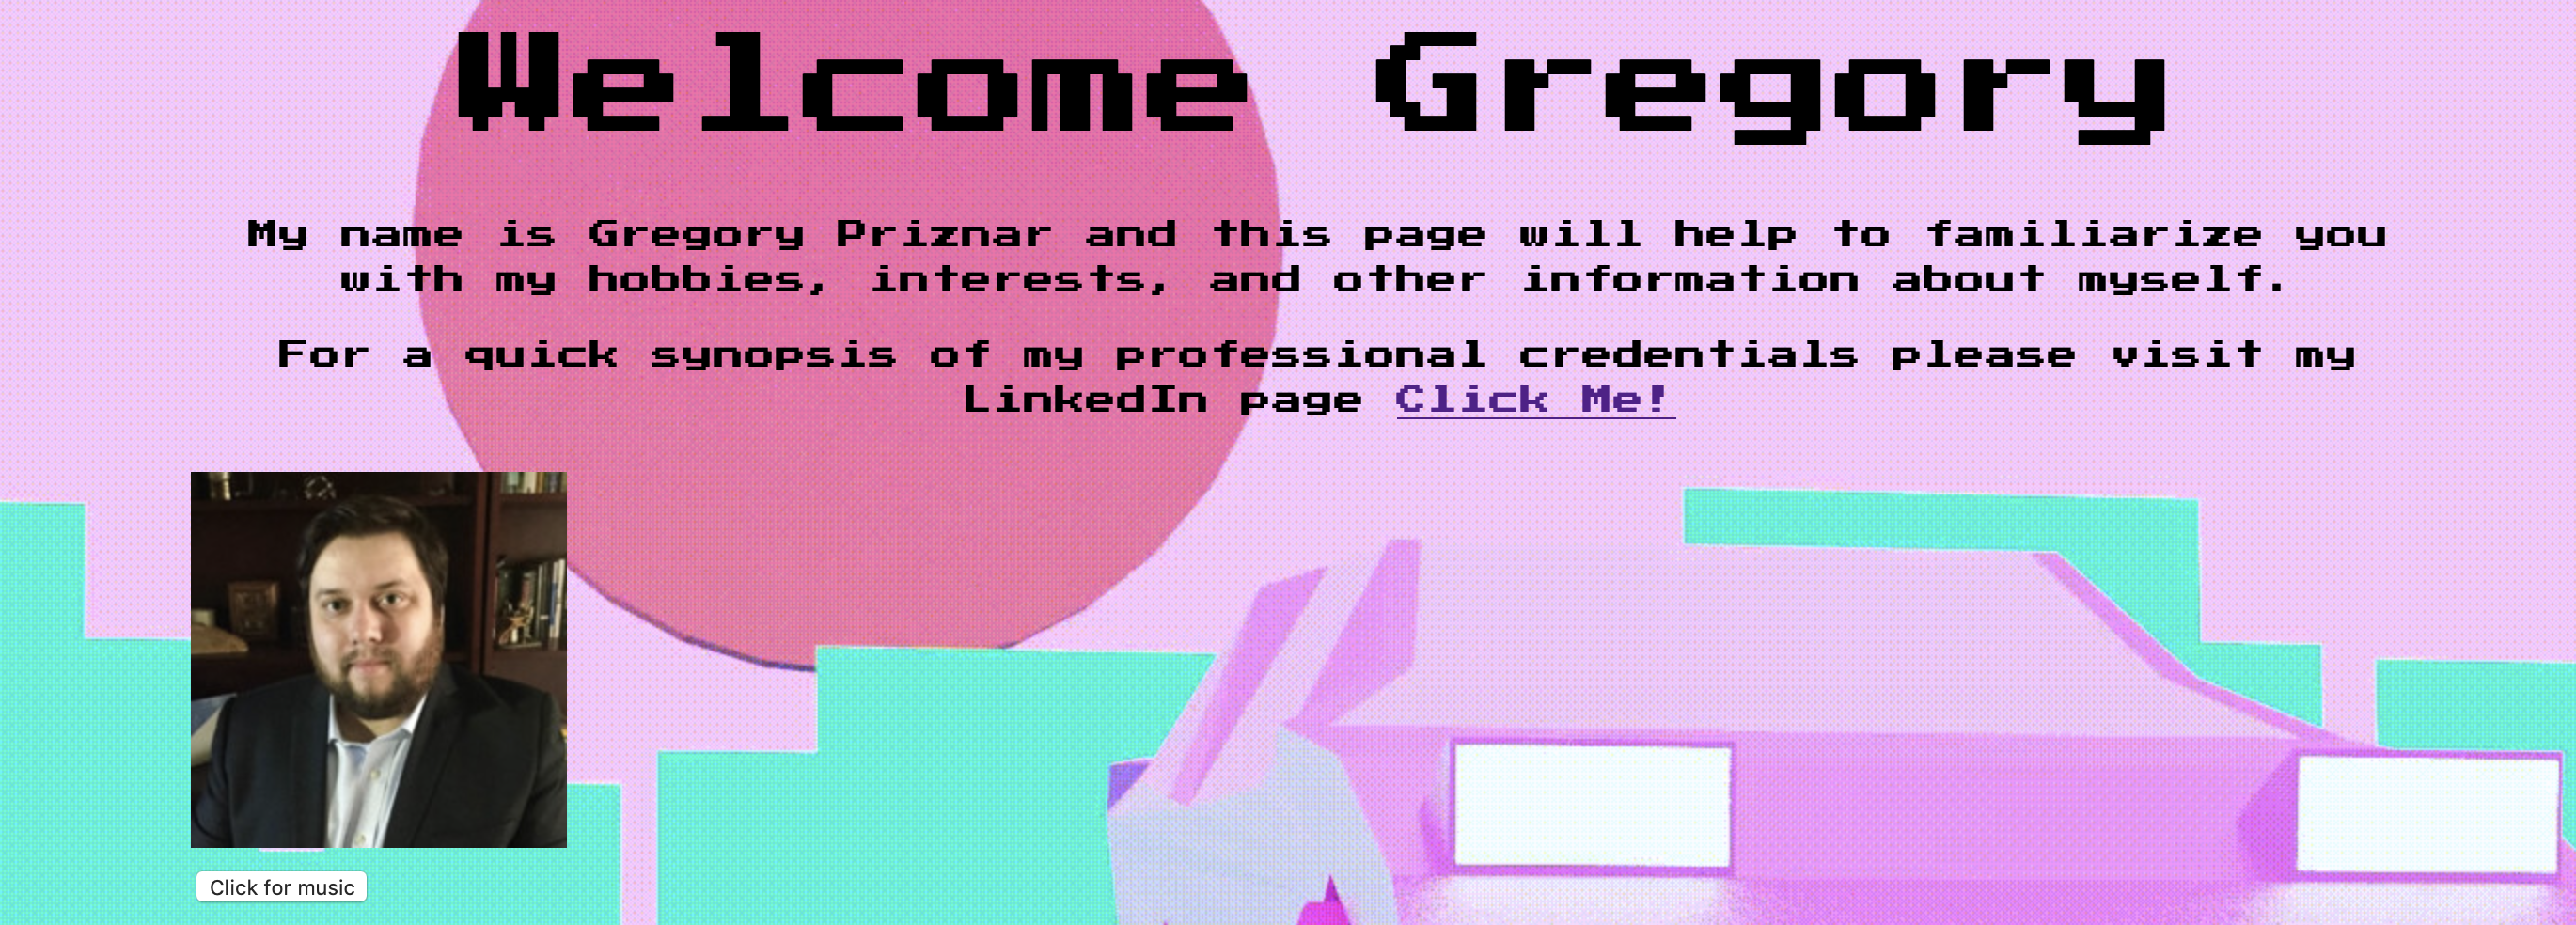 Welcome Gregory
My name is Gregory Priznar and this page will help to familiarize you
with my hobbies, interests, and other information about myself.
For a quick synopsis of my professional credentials please visit my
LinkedIn page Click Me!
Click for music